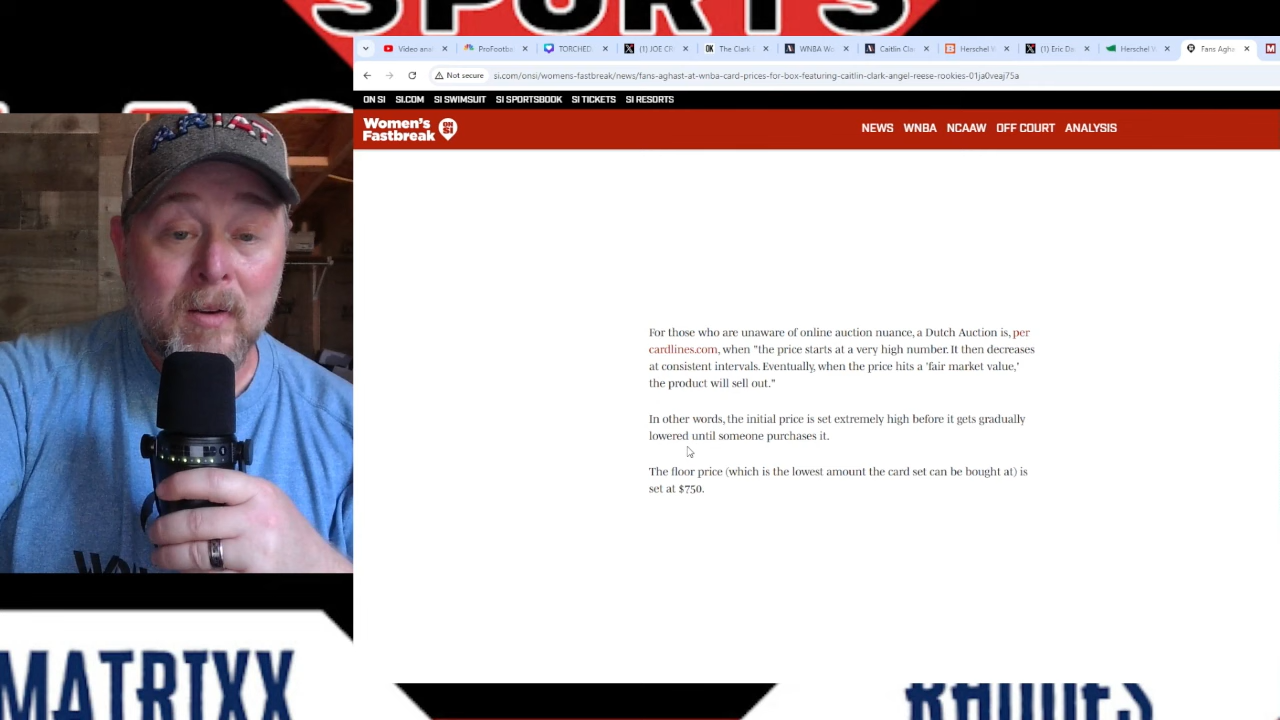 SPORTS
Video anal
ProFootba
TORCHED:
(1) JOE CR
The Clark
WNBA Wo
Caitlin Cla
Herschel W
(1) Eric Da
Herschel W
Fans Agha
Not secure
si.com/onsi/womens-fastbreak/news/fans-aghast-at-wnba-card-prices-for-box-featuring-caitlin-clark-angel-reese-rookies-01ja0veaj75a
ON SI SI.COM SI SWIMSUIT SI SPORTSBOOK SI TICKETS SI RESORTS
Women's
Fastbreak ON SI
NEWS WNBA NCAAW OFF COURT ANALYSIS
ARIAT
For those who are unaware of online auction nuance, a Dutch Auction is, per
cardlines.com, when "the price starts at a very high number. It then decreases
at consistent intervals. Eventually, when the price hits a 'fair market value,'
the product will sell out."
In other words, the initial price is set extremely high before it gets gradually
lowered until someone purchases it.
The floor price (which is the lowest amount the card set can be bought at) is
set at $750.
MATRIXX